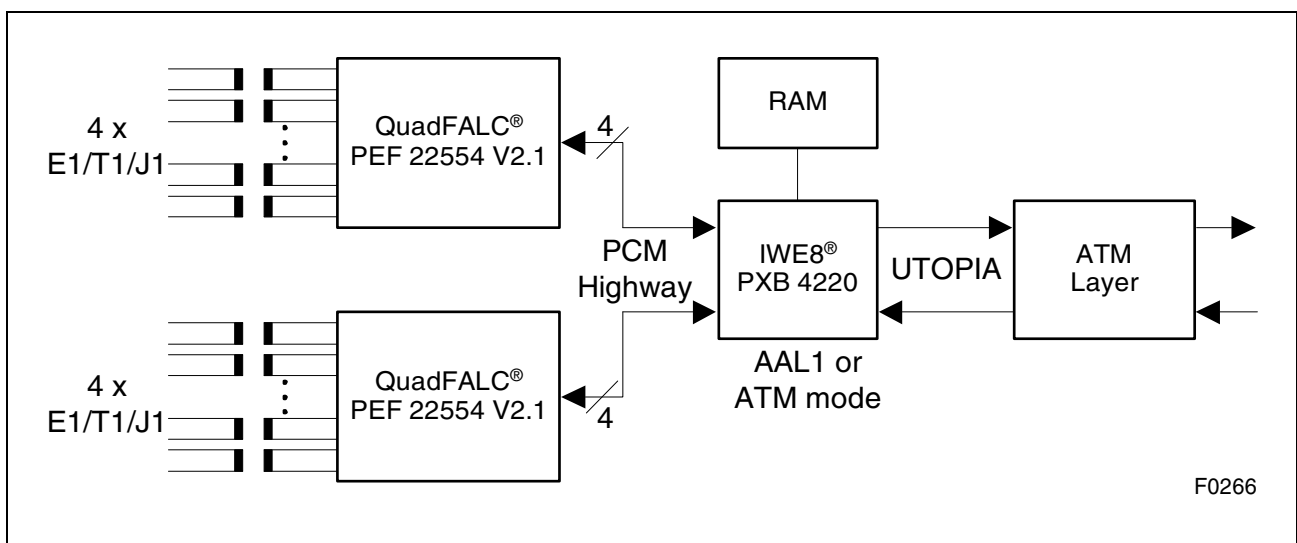 4 x
E1/T1/J1
QuadFALC®
PEF 22554 V2.1
4
RAM
PCM
Highway
IWE8®
PXB 4220
UTOPIA
ATM
Layer
AAL1 or
ATM mode
4 x
E1/T1/J1
QuadFALC®
PEF 22554 V2.1
4
F0266